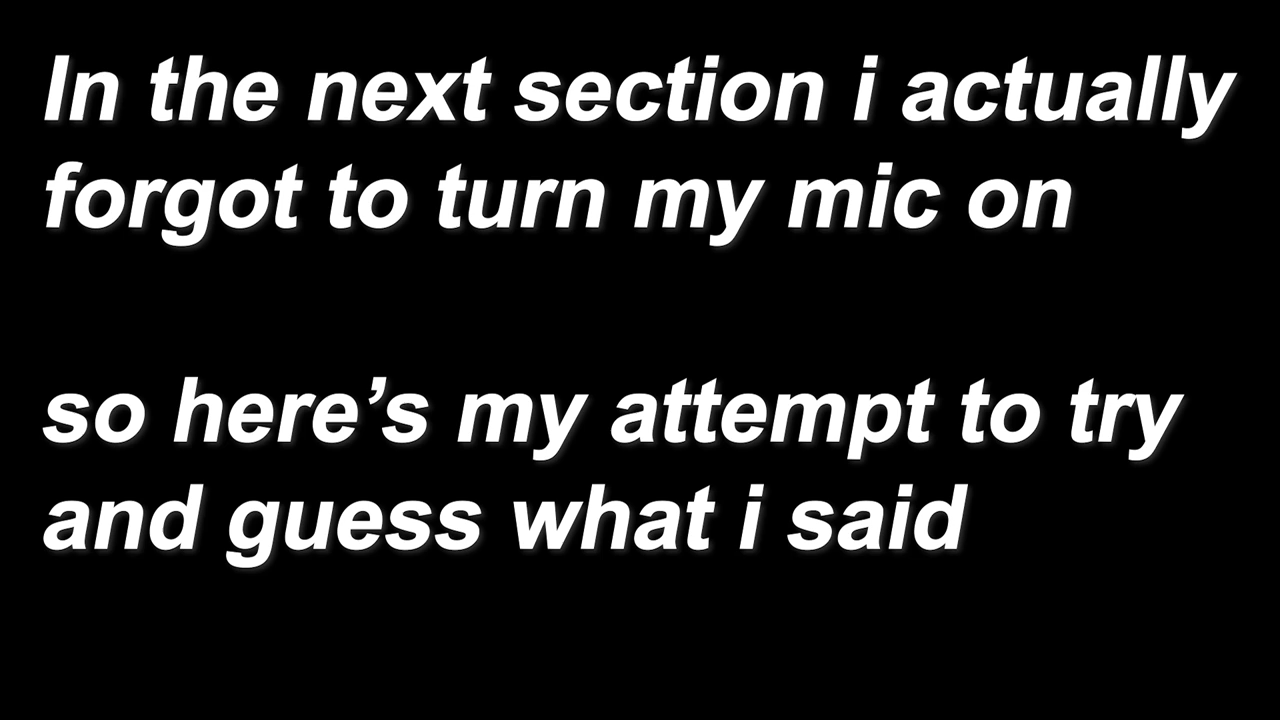 In the next section i actually
forgot to turn my mic on
so here’s my attempt to try
and guess what i said